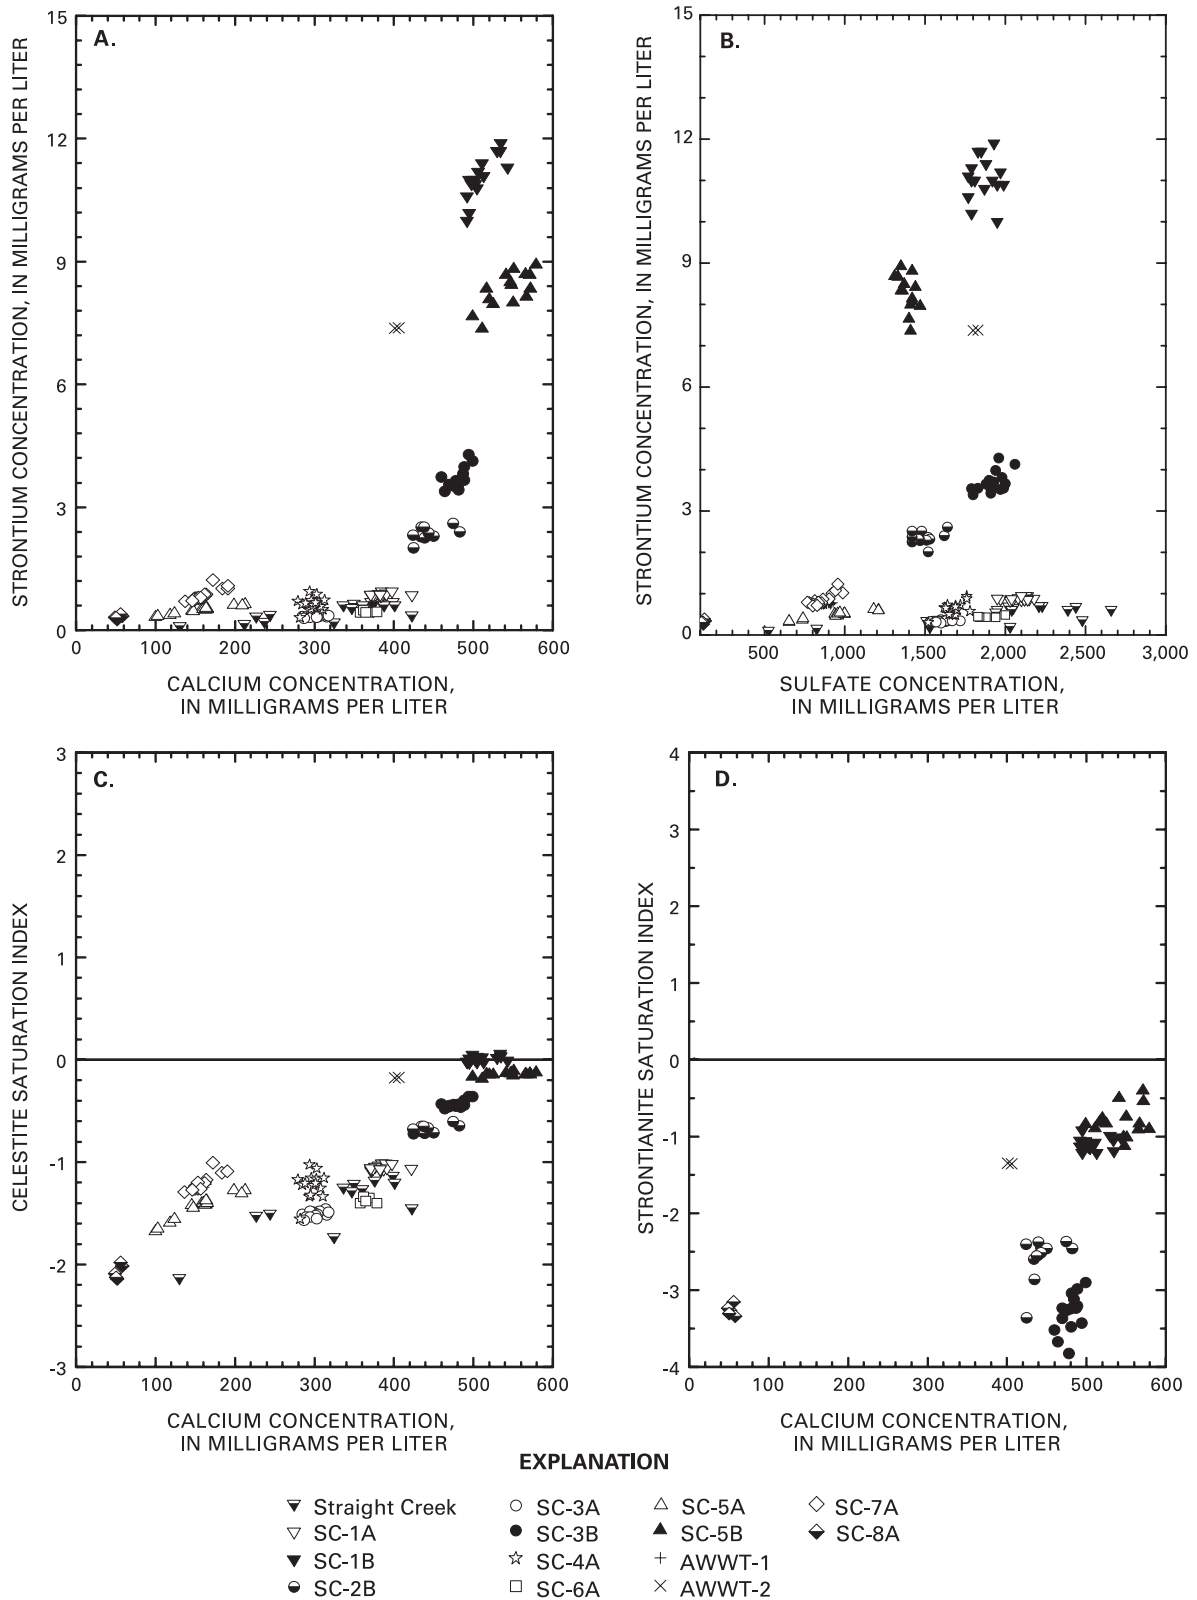 A.
STRONTIUM CONCENTRATION, IN MILLIGRAMS PER LITER
15
12
9
6
3
0
0 100 200 300 400 500 600
CALCIUM CONCENTRATION,
IN MILLIGRAMS PER LITER
B.
STRONTIUM CONCENTRATION, IN MILLIGRAMS PER LITER
15
12
9
6
3
0
500 1,000 1,500 2,000 2,500 3,000
SULFATE CONCENTRATION,
IN MILLIGRAMS PER LITER
C.
CELESTITE SATURATION INDEX
3
2
1
0
-1
-2
-3
0 100 200 300 400 500 600
CALCIUM CONCENTRATION,
IN MILLIGRAMS PER LITER
D.
STRONTIANITE SATURATION INDEX
4
3
2
1
0
-1
-2
-3
-4
0 100 200 300 400 500 600
CALCIUM CONCENTRATION,
IN MILLIGRAMS PER LITER
EXPLANATION
Straight Creek
SC-1A
SC-1B
SC-2B
SC-3A
SC-3B
SC-4A
SC-6A
SC-5A
SC-5B
AWWT-1
AWWT-2
SC-7A
SC-8A